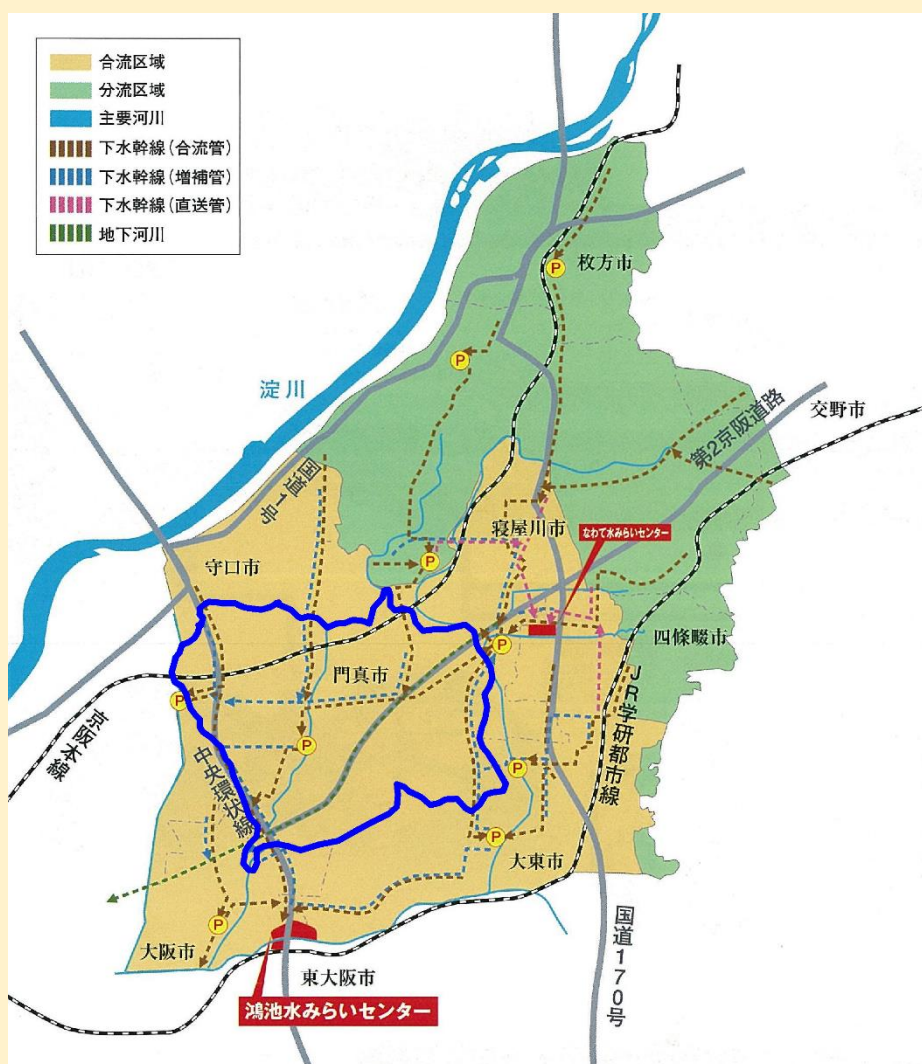 合流区域
分流区域
主要河川
下水幹線(合流管)
下水幹線(増補管)
下水幹線(直送管)
地下河川
P
枚方市
P
淀川
交野市
第2京阪道路
国道1号
寝屋川市
なわて水みらいセンター
P
守口市
四條畷市
P
門真市
JR学研都市線
P
京阪本線
P
中央環状線
P
P
大東市
P
国道170号
大阪市
東大阪市
鴻池水みらいセンター